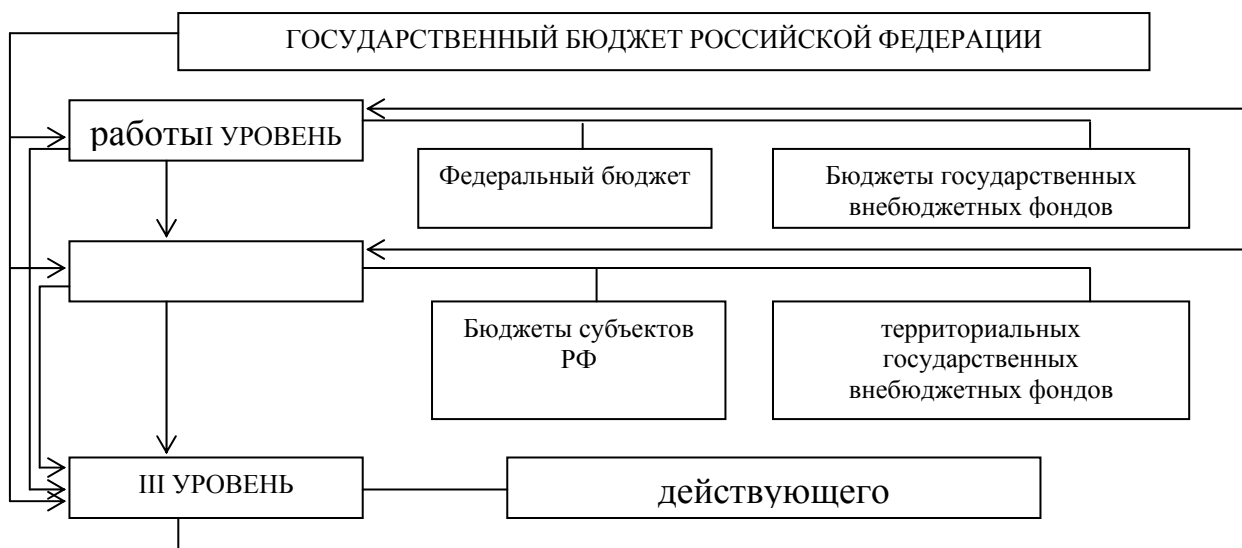 ГОСУДАРСТВЕННЫЙ БЮДЖЕТ РОССИЙСКОЙ ФЕДЕРАЦИИ
работыI УРОВЕНЬ
Федеральный бюджет
Бюджеты государственных
внебюджетных фондов
Бюджеты субъектов
РФ
территориальных
государственных
внебюджетных фондов
III УРОВЕНЬ
действующего